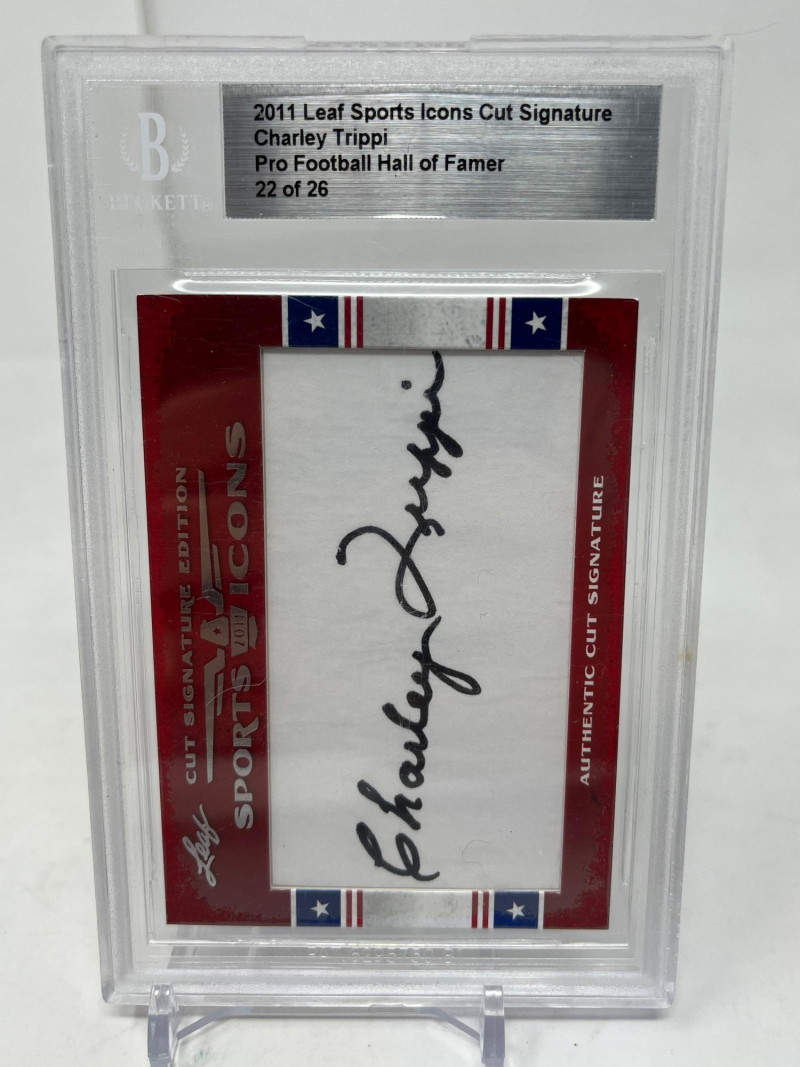 2011 Leaf Sports Icons Cut Signature
Charley Trippi
Pro Football Hall of Famer
22 of 26
B
BECKETT®
CUT SIGNATURE EDITION
SPORTS 2011 ICONS
Leaf
Charley Trippi
AUTHENTIC CUT SIGNATURE